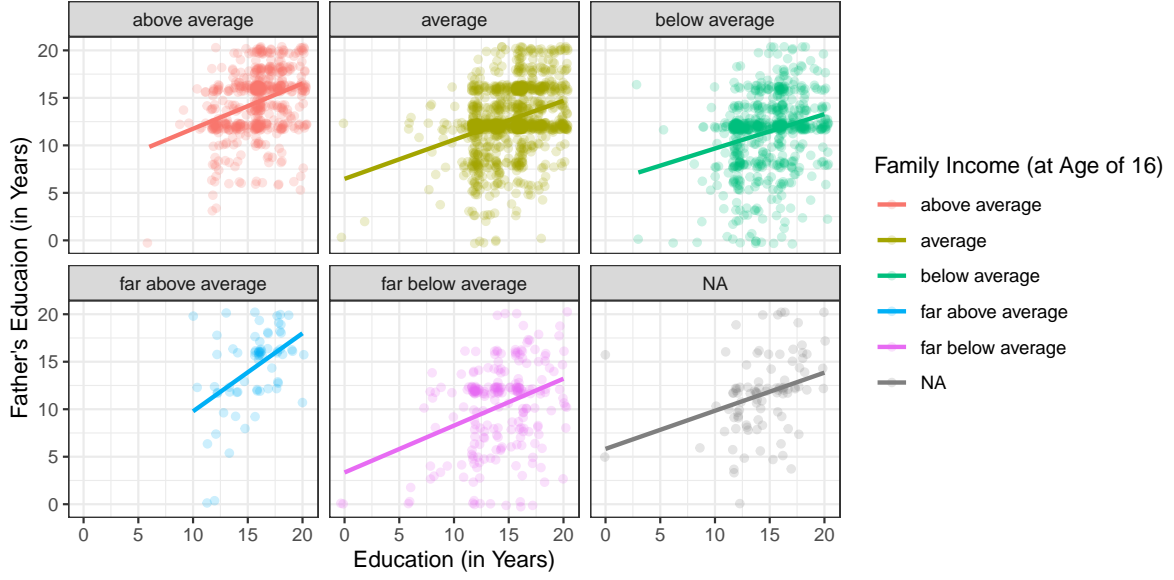 above average
average
below average
20
15
10
5
0
far above average
far below average
NA
20
15
10
5
0
0 5 10 15 20
0 5 10 15 20
0 5 10 15 20
Education (in Years)
Father's Educaion (in Years)
Family Income (at Age of 16)
above average
average
below average
far above average
far below average
NA